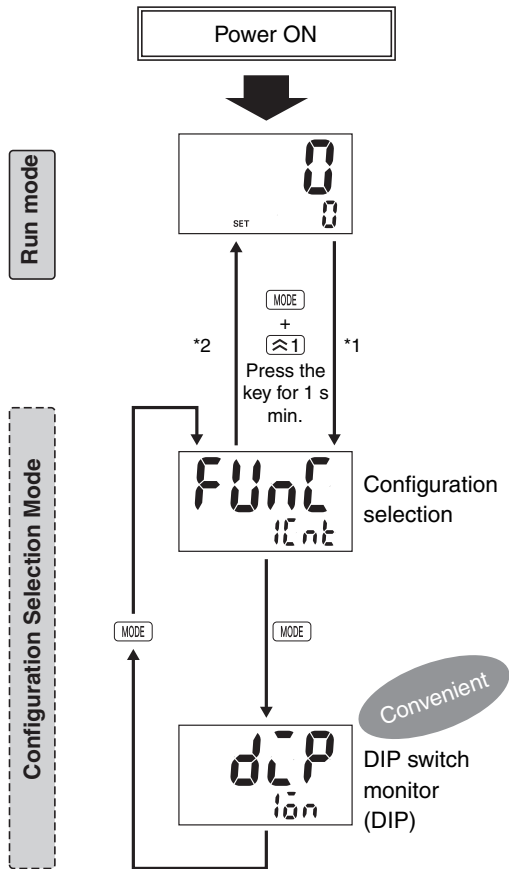 Power ON
Run mode
0
SET
0
MODE
+
1
*2
*1
Press the
key for 1 s
min.
Configuration Selection Mode
FUnC
1Cnt
Configuration
selection
MODE
MODE
Convenient
diP
1on
DIP switch
monitor
(DIP)